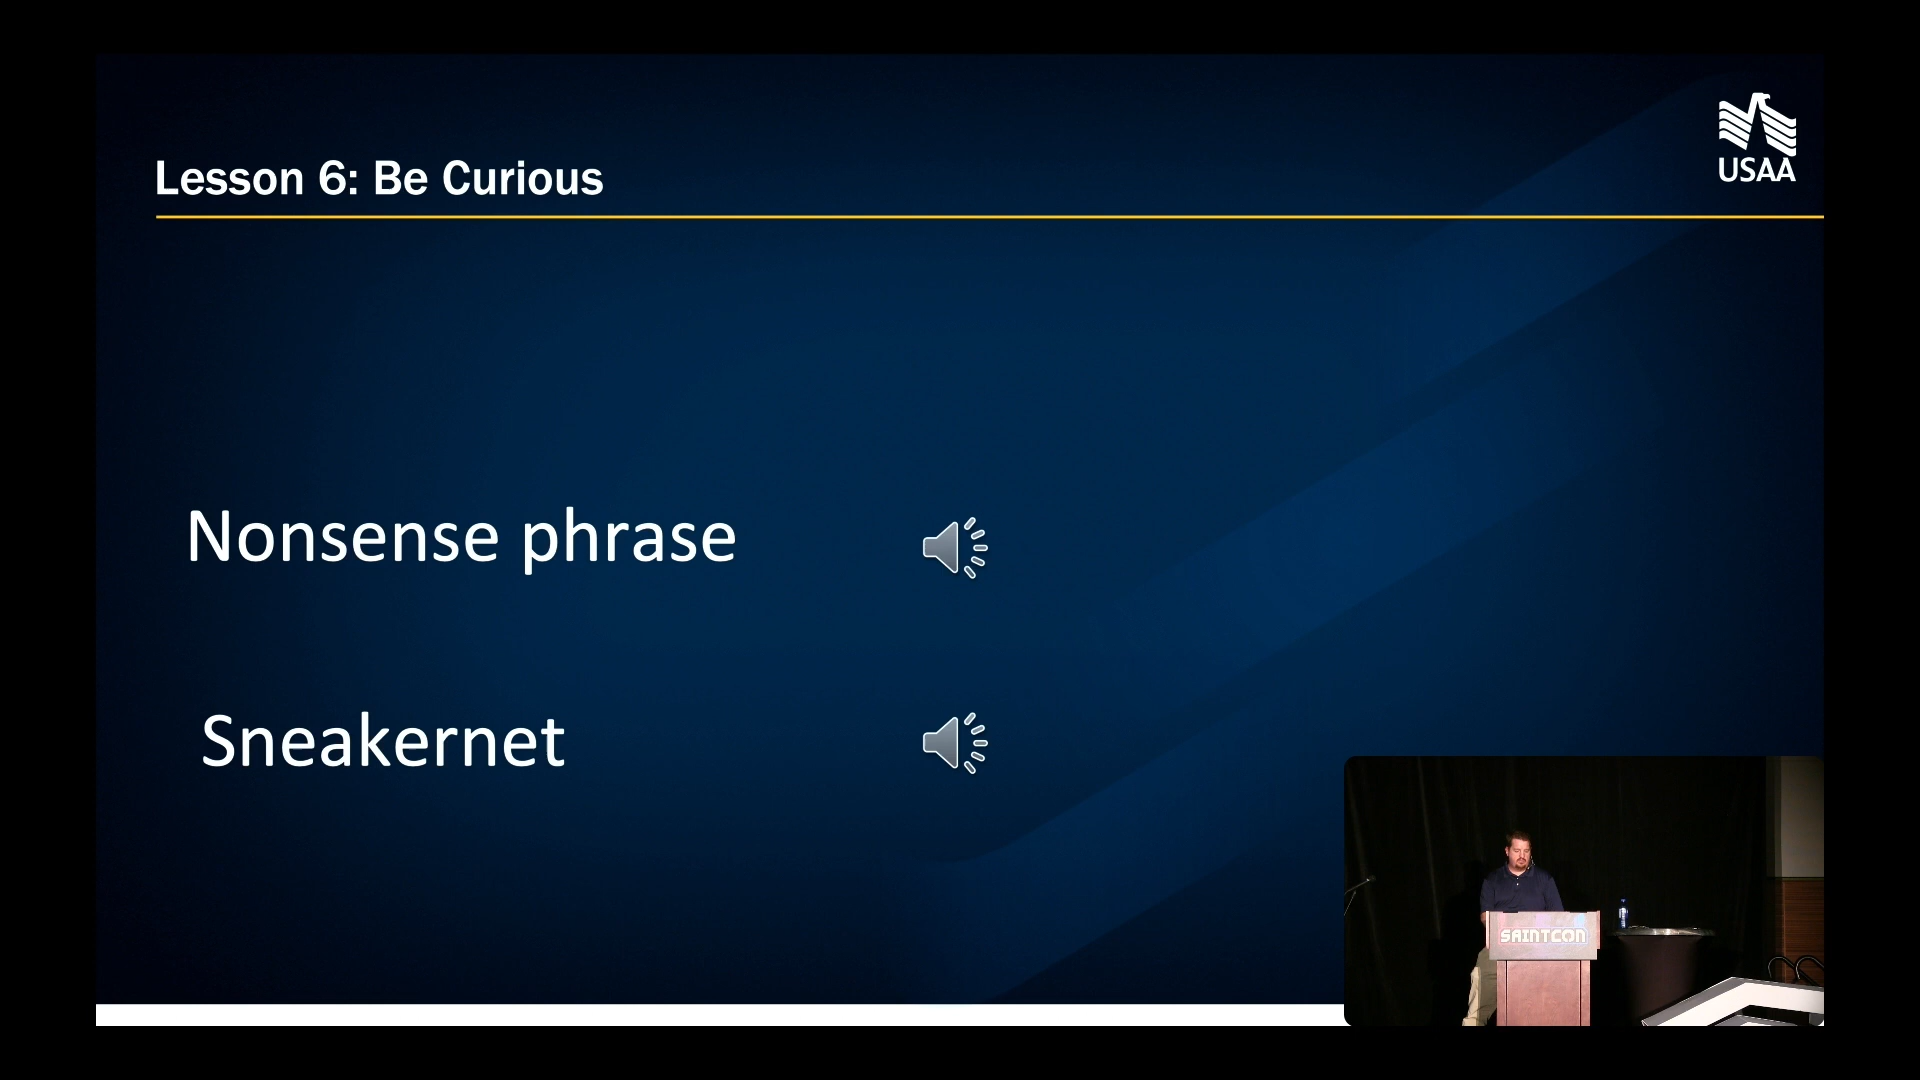 USAA
Lesson 6: Be Curious
Nonsense phrase
Sneakernet
SAINTCON